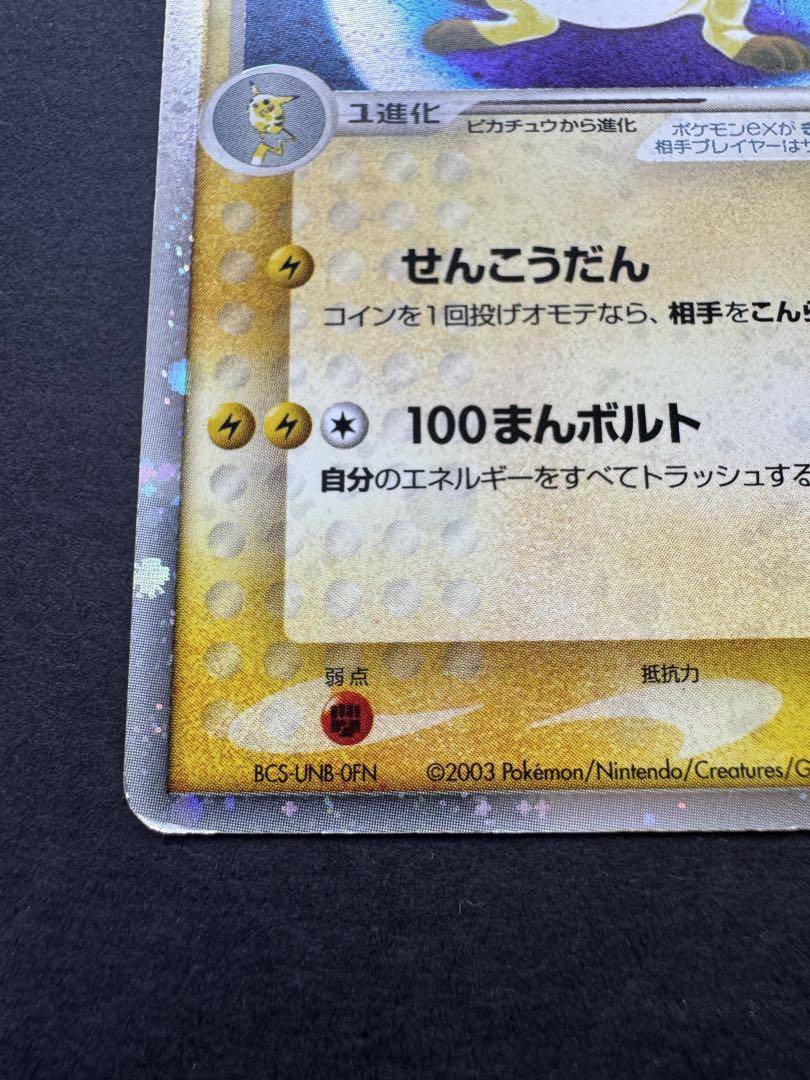 1進化
ピカチュウから進化
ポケモンexが
相手プレイヤーは
せんこうだん
コインを1回投げオモテなら、相手をこんら
100まんボルト
自分のエネルギーをすべてトラッシュする
弱点
抵抗力
BCS-UNB-0FN
©2003 Pokémon/Nintendo/Creatures/G